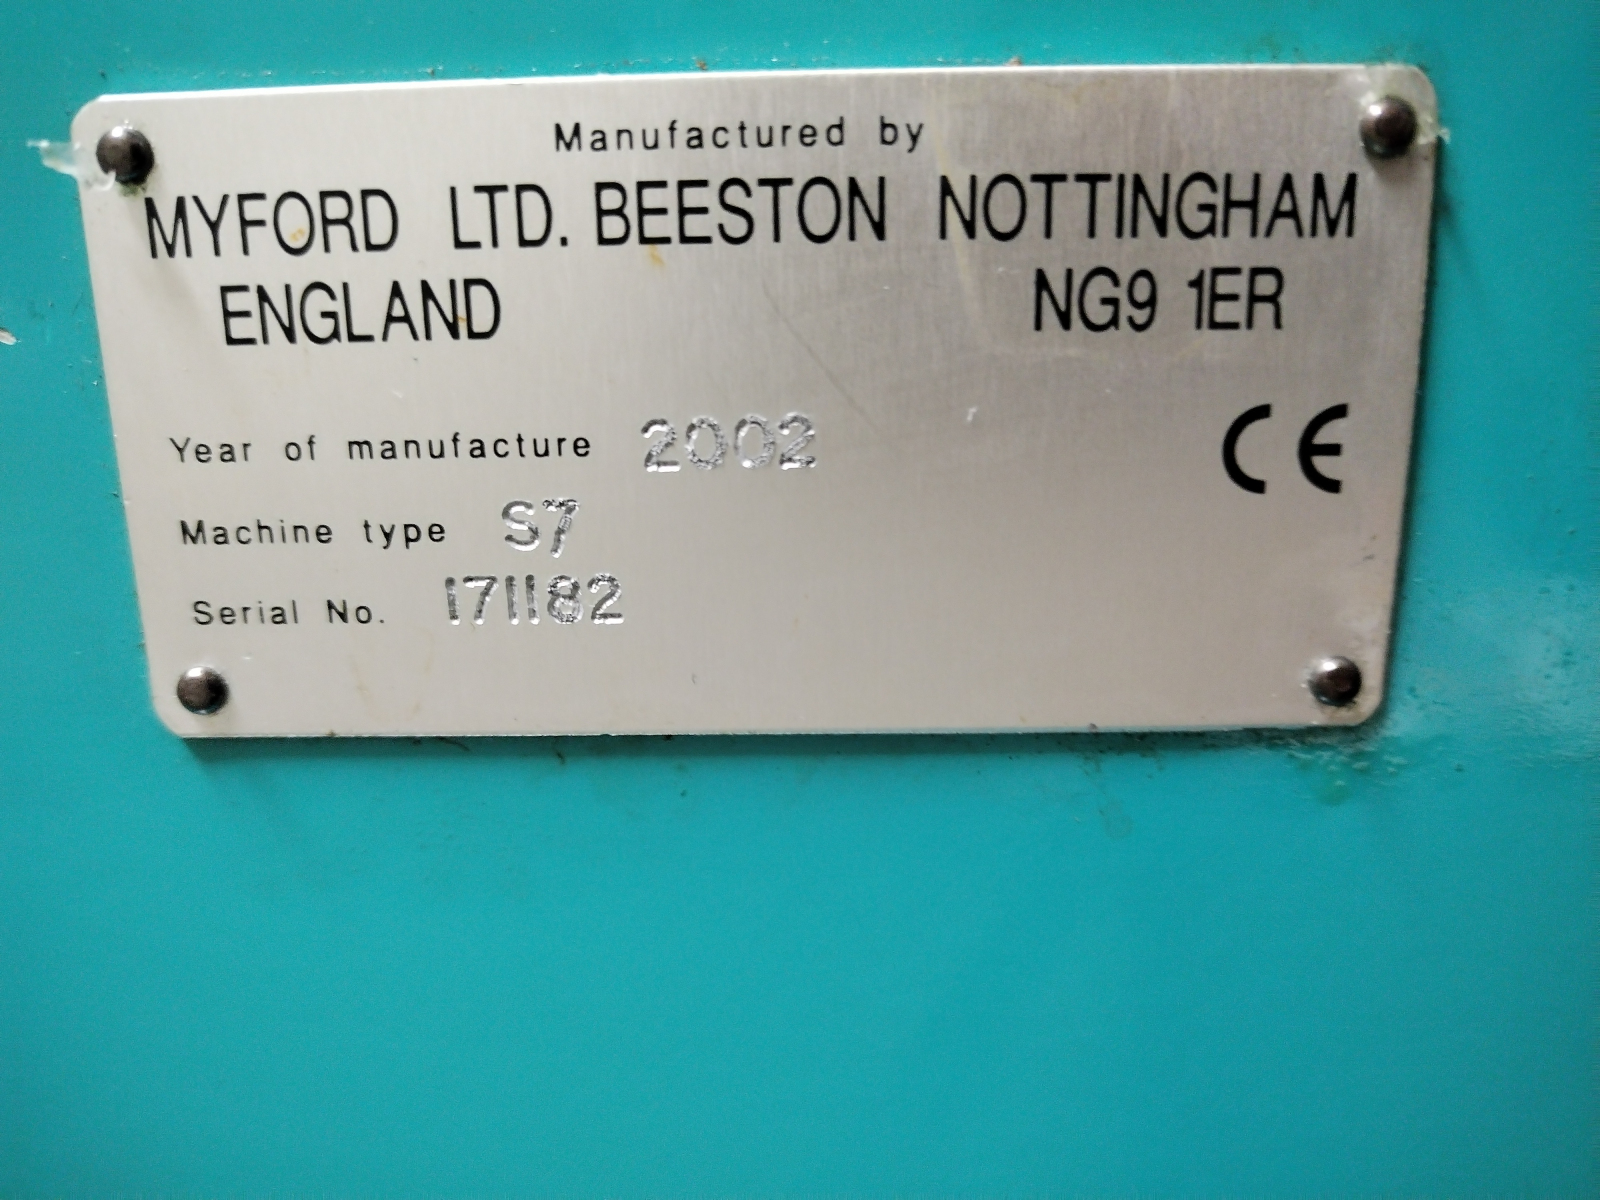 Manufactured by
MYFORD LTD. BEESTON NOTTINGHAM
ENGLAND NG9 1ER
CE
Year of manufacture 2002
Machine type S7
Serial No. 171182